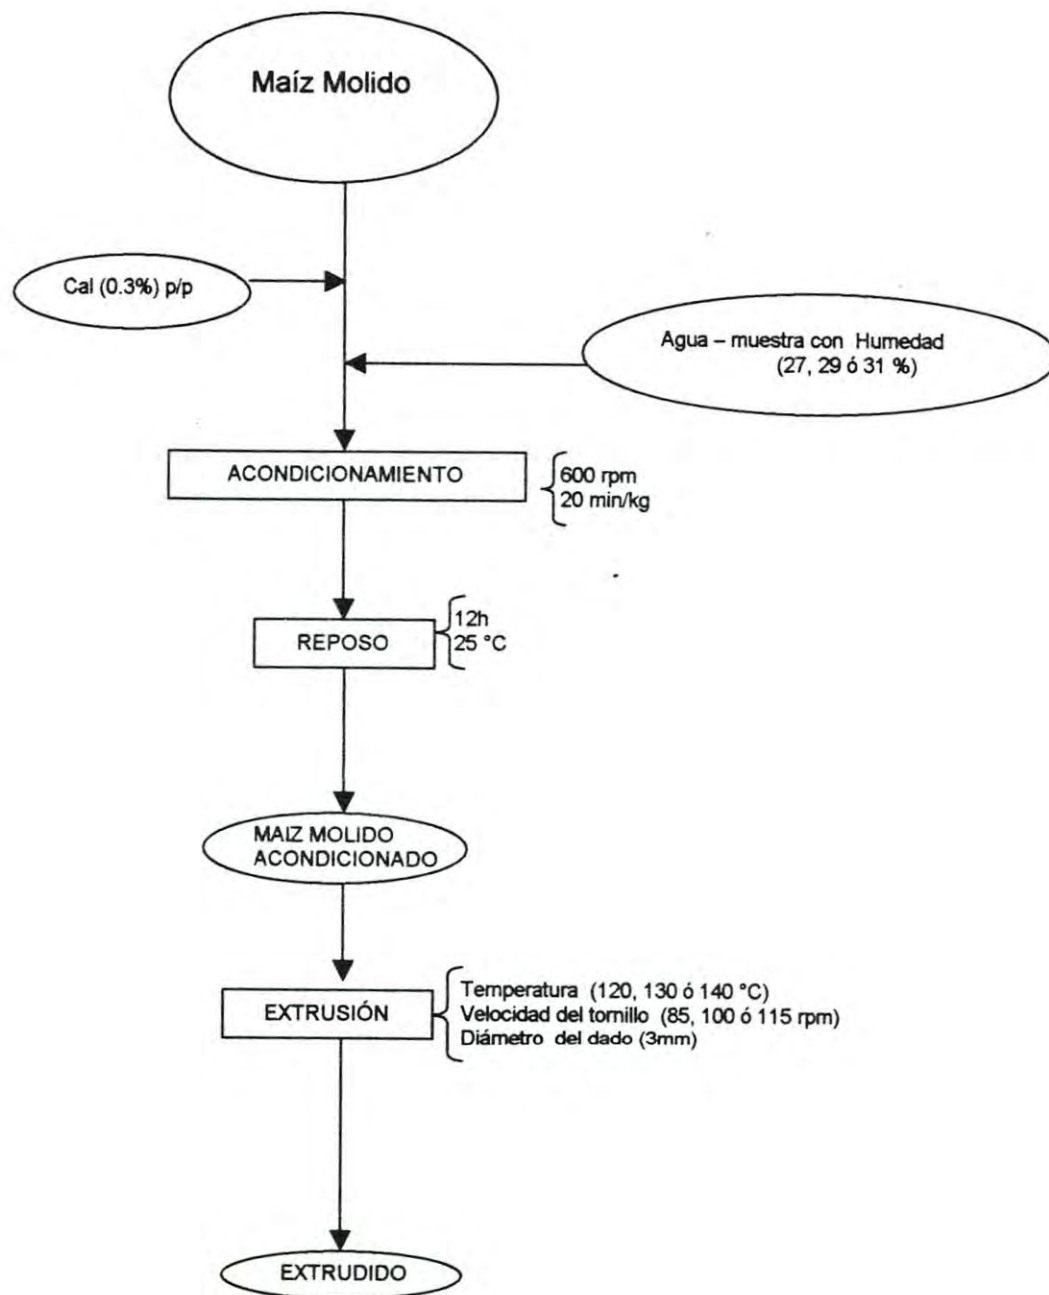 Maíz Molido
Cal (0.3%) p/p
Agua – muestra con Humedad
(27, 29 ó 31 %)
ACONDICIONAMIENTO
600 rpm
20 min/kg
REPOSO
12h
25 °C
MAIZ MOLIDO
ACONDICIONADO
EXTRUSIÓN
Temperatura (120, 130 ó 140 °C)
Velocidad del tornillo (85, 100 ó 115 rpm)
Diámetro del dado (3mm)
EXTRUDIDO